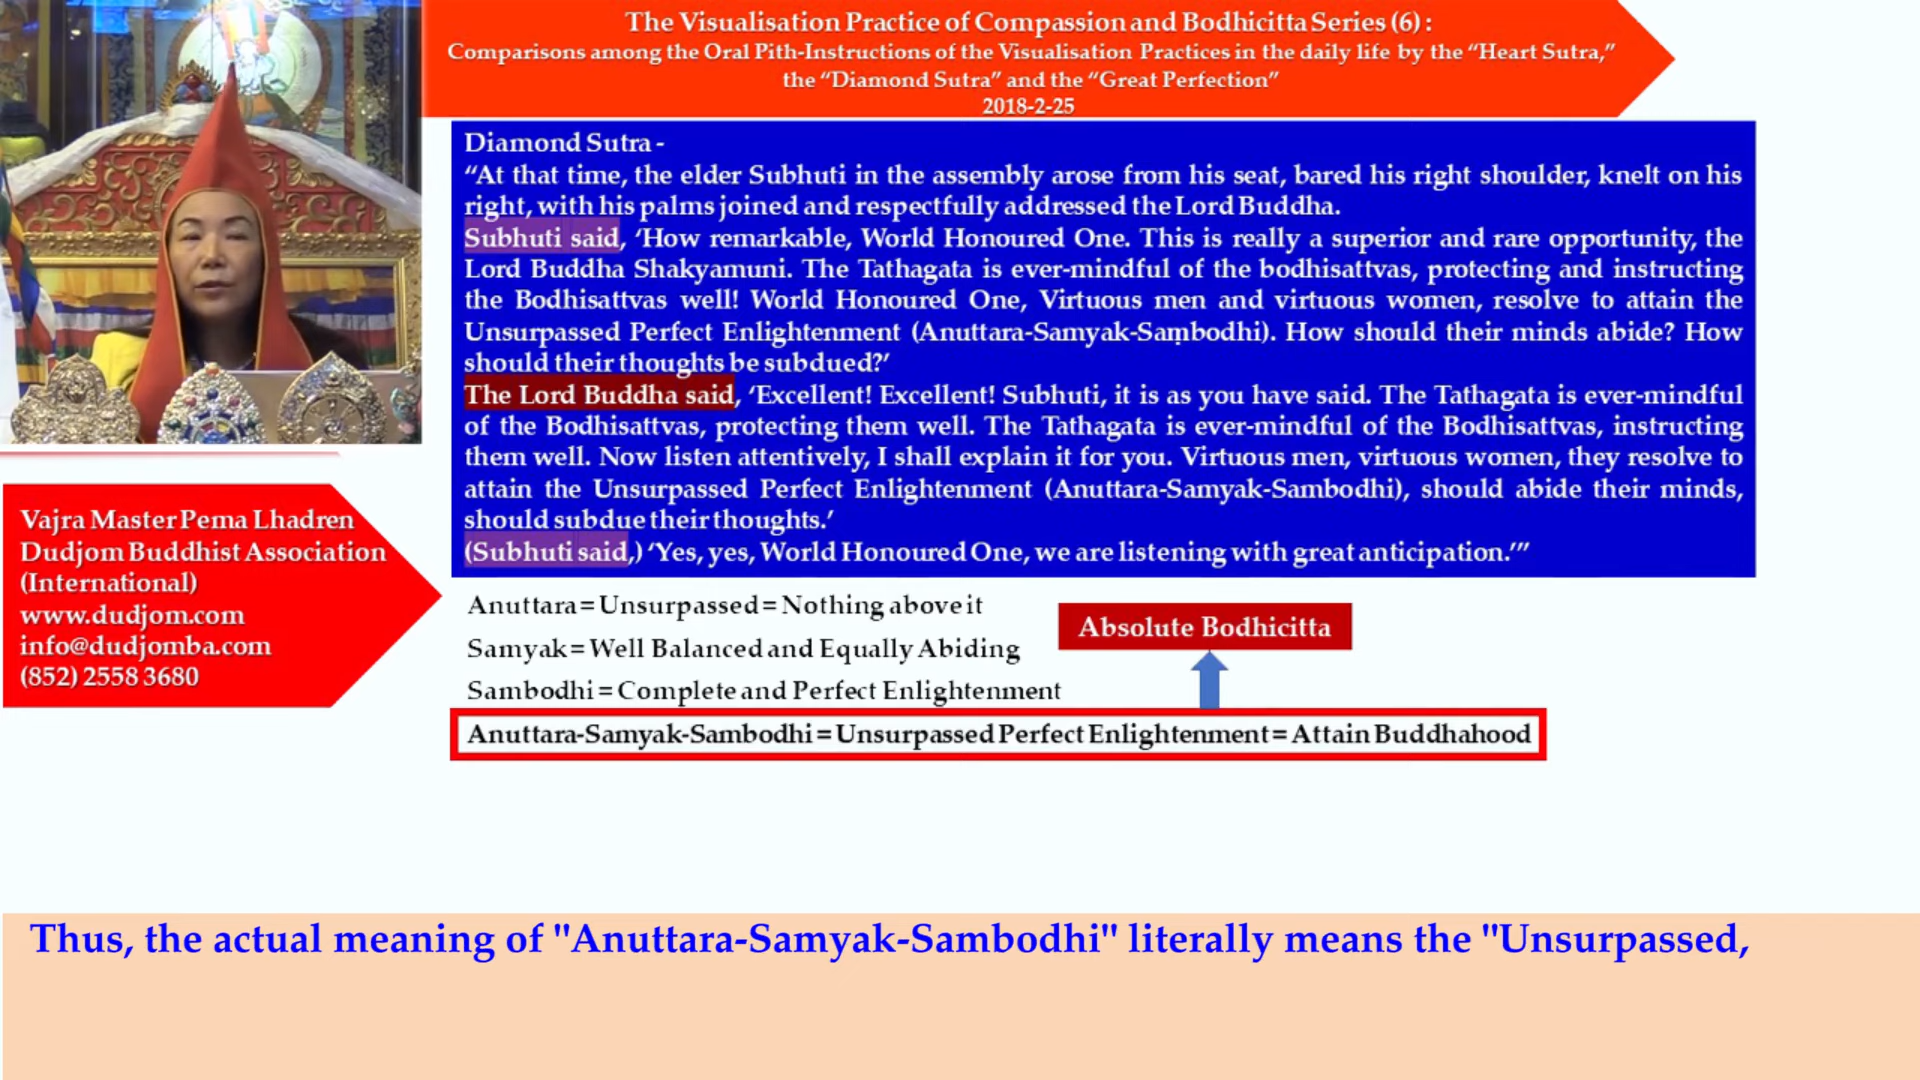 The Visualisation Practice of Compassion and Bodhicitta Series (6) :
Comparisons among the Oral Pith-Instructions of the Visualisation Practices in the daily life by the “Heart Sutra,”
the “Diamond Sutra” and the “Great Perfection”
2018-2-25
Diamond Sutra -
“At that time, the elder Subhuti in the assembly arose from his seat, bared his right shoulder, knelt on his
right, with his palms joined and respectfully addressed the Lord Buddha.
Subhuti said, ‘How remarkable, World Honoured One. This is really a superior and rare opportunity, the
Lord Buddha Shakyamuni. The Tathagata is ever-mindful of the bodhisattvas, protecting and instructing
the Bodhisattvas well! World Honoured One, Virtuous men and virtuous women, resolve to attain the
Unsurpassed Perfect Enlightenment (Anuttara-Samyak-Saṃbodhi). How should their minds abide? How
should their thoughts be subdued?’
The Lord Buddha said, ‘Excellent! Excellent! Subhuti, it is as you have said. The Tathagata is ever-mindful
of the Bodhisattvas, protecting them well. The Tathagata is ever-mindful of the Bodhisattvas, instructing
them well. Now listen attentively, I shall explain it for you. Virtuous men, virtuous women, they resolve to
attain the Unsurpassed Perfect Enlightenment (Anuttara-Samyak-Sambodhi), should abide their minds,
should subdue their thoughts.’
(Subhuti said,) ‘Yes, yes, World Honoured One, we are listening with great anticipation.’”
Vajra Master Pema Lhadren
Dudjom Buddhist Association
(International)
www.dudjom.com
info@dudjomba.com
(852) 2558 3680
Anuttara = Unsurpassed = Nothing above it
Samyak = Well Balanced and Equally Abiding
Sambodhi = Complete and Perfect Enlightenment
Absolute Bodhicitta
Anuttara-Samyak-Sambodhi = Unsurpassed Perfect Enlightenment = Attain Buddhahood
Thus, the actual meaning of "Anuttara-Samyak-Sambodhi" literally means the "Unsurpassed,